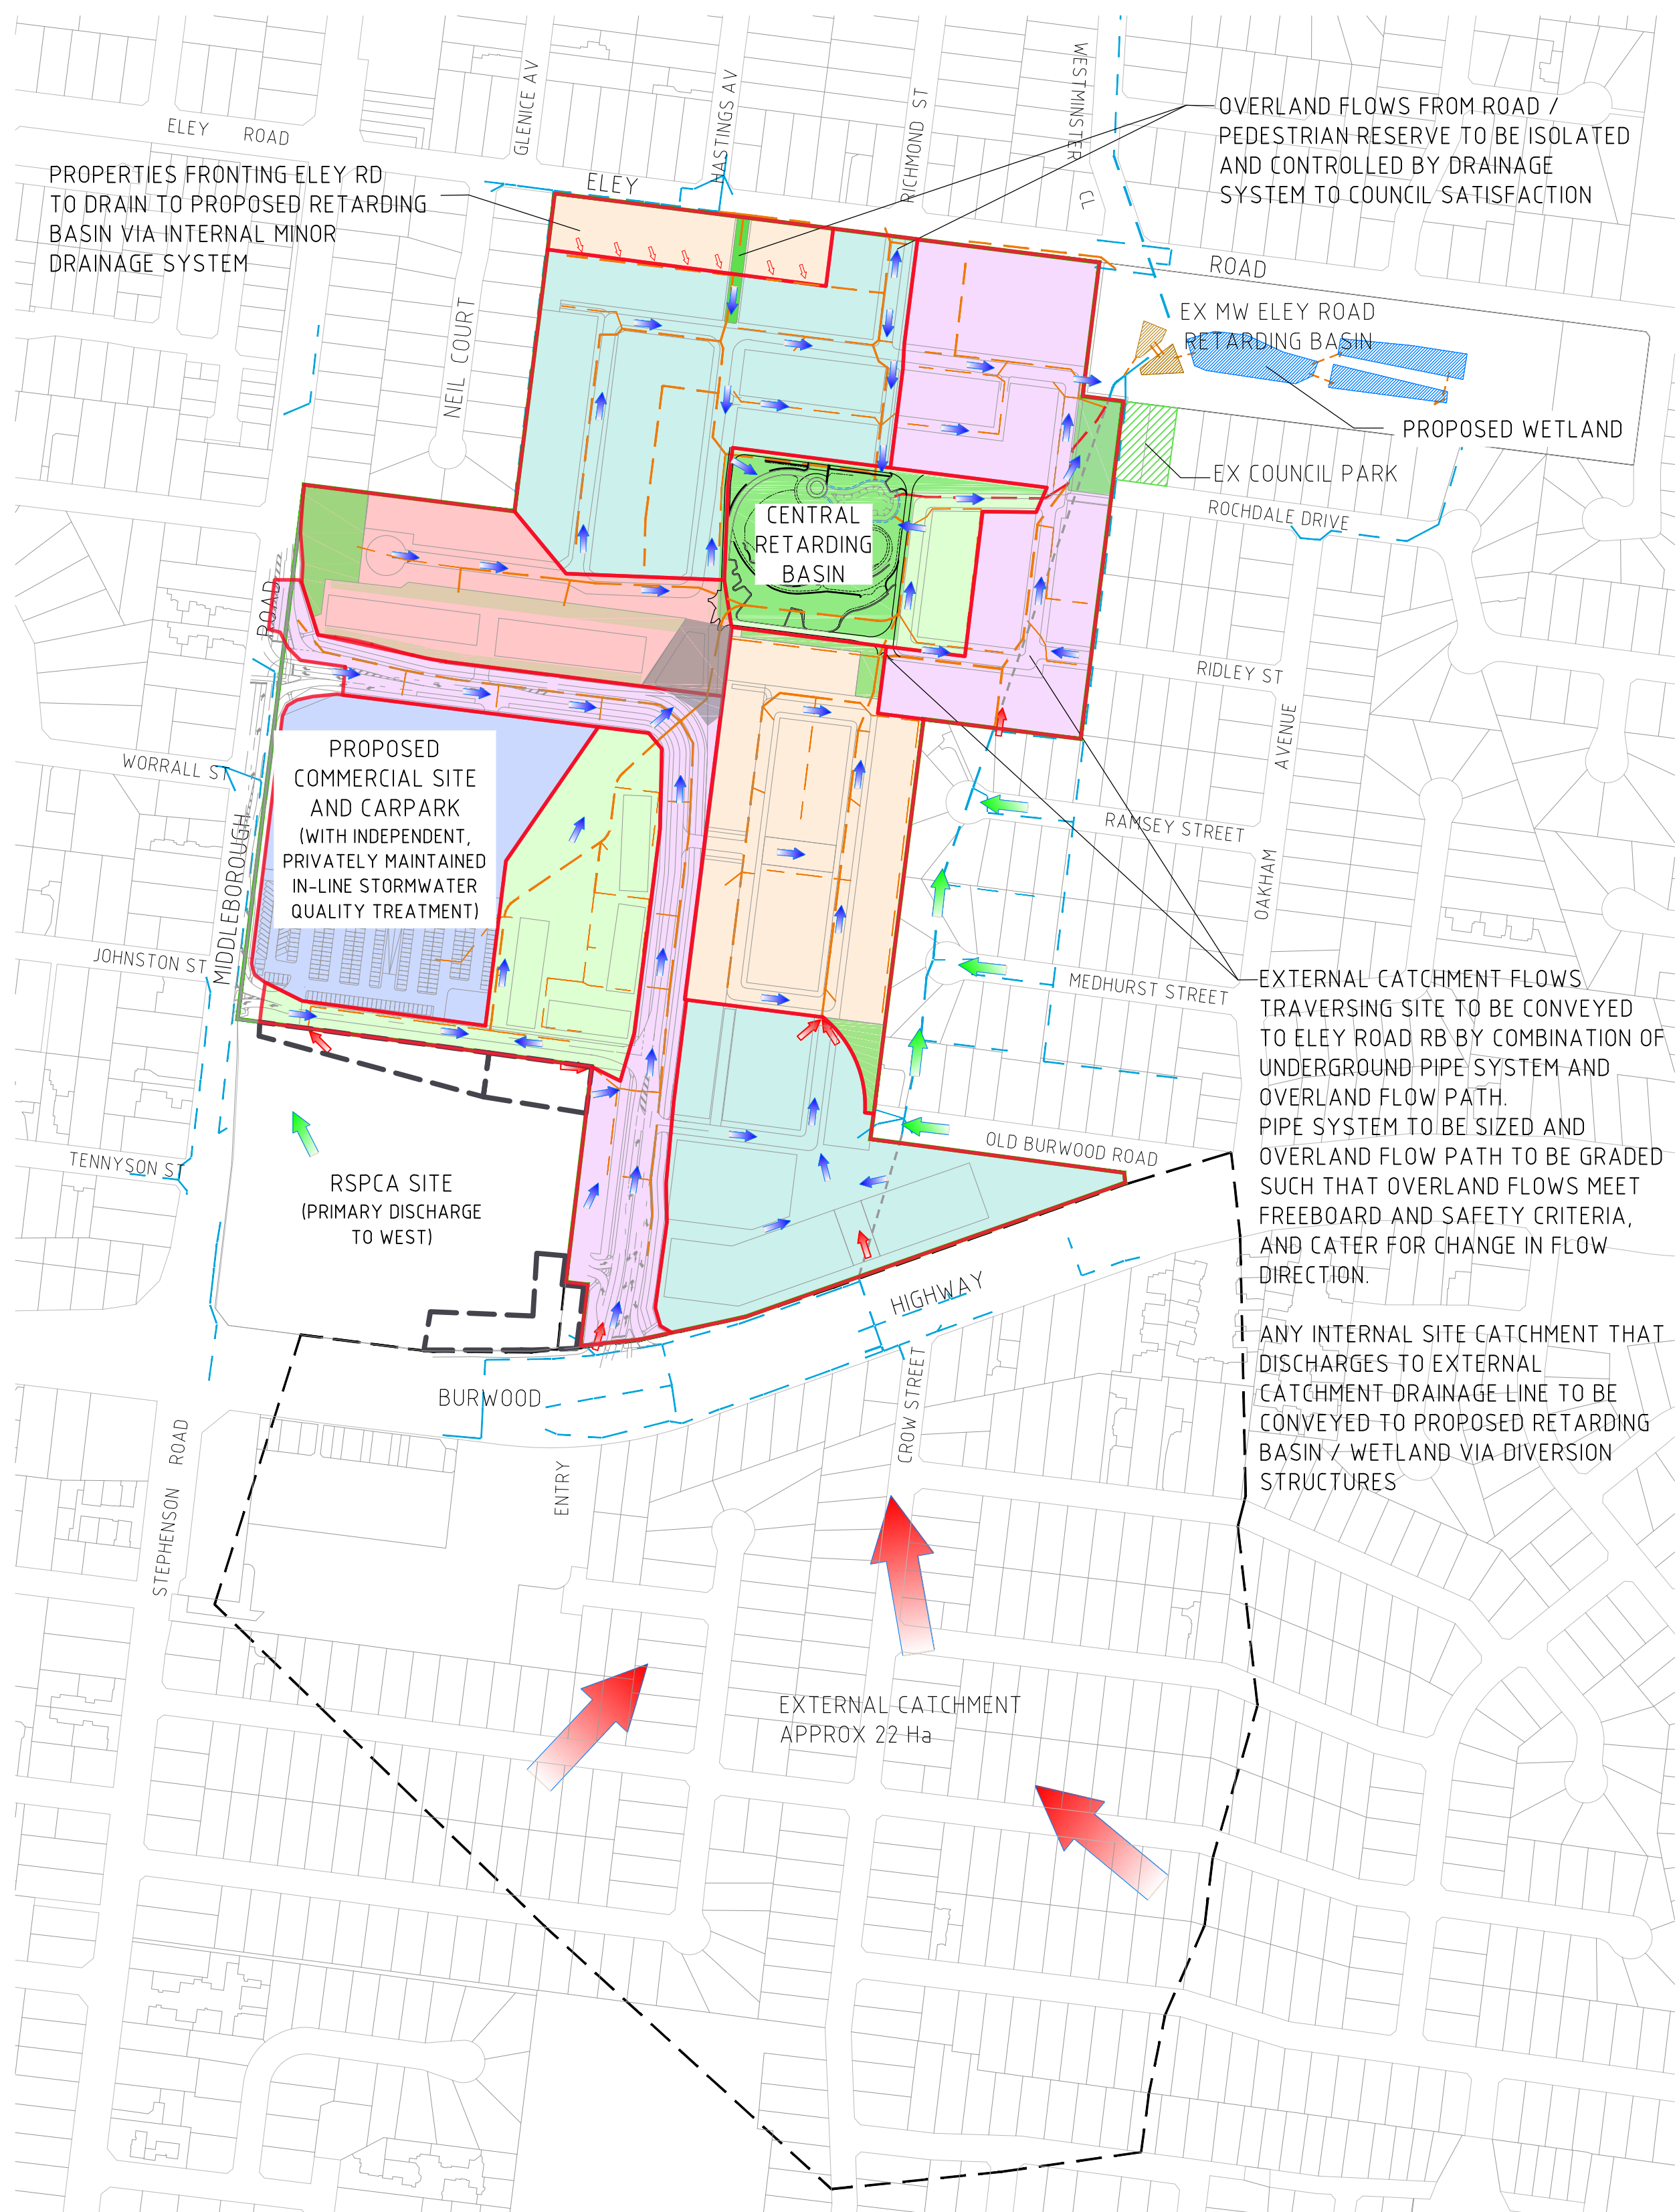 WESTMINSTER CL
GLENICE AV
HASTINGS AV
RICHMOND ST
OVERLAND FLOWS FROM ROAD /
PEDESTRIAN RESERVE TO BE ISOLATED
AND CONTROLLED BY DRAINAGE
SYSTEM TO COUNCIL SATISFACTION
ELEY ROAD
PROPERTIES FRONTING ELEY RD
TO DRAIN TO PROPOSED RETARDING
BASIN VIA INTERNAL MINOR
DRAINAGE SYSTEM
ELEY
ROAD
EX MW ELEY ROAD
RETARDING BASIN
NEIL COURT
PROPOSED WETLAND
EX COUNCIL PARK
ROCHDALE DRIVE
CENTRAL
RETARDING
BASIN
ROAD
RIDLEY ST
AVENUE
PROPOSED
COMMERCIAL SITE
AND CARPARK
(WITH INDEPENDENT,
PRIVATELY MAINTAINED
IN-LINE STORMWATER
QUALITY TREATMENT)
WORRALL ST
RAMSEY STREET
MIDDLEBOROUGH
OAKHAM
JOHNSTON ST
MEDHURST STREET
EXTERNAL CATCHMENT FLOWS
TRAVERSING SITE TO BE CONVEYED
TO ELEY ROAD RB BY COMBINATION OF
UNDERGROUND PIPE SYSTEM AND
OVERLAND FLOW PATH.
PIPE SYSTEM TO BE SIZED AND
OVERLAND FLOW PATH TO BE GRADED
SUCH THAT OVERLAND FLOWS MEET
FREEBOARD AND SAFETY CRITERIA,
AND CATER FOR CHANGE IN FLOW
DIRECTION.
OLD BURWOOD ROAD
TENNYSON ST
RSPCA SITE
(PRIMARY DISCHARGE
TO WEST)
HIGHWAY
ANY INTERNAL SITE CATCHMENT THAT
DISCHARGES TO EXTERNAL
CATCHMENT DRAINAGE LINE TO BE
CONVEYED TO PROPOSED RETARDING
BASIN / WETLAND VIA DIVERSION
STRUCTURES
BURWOOD
CROW STREET
ENTRY
STEPHENSON ROAD
EXTERNAL CATCHMENT
APPROX 22 Ha